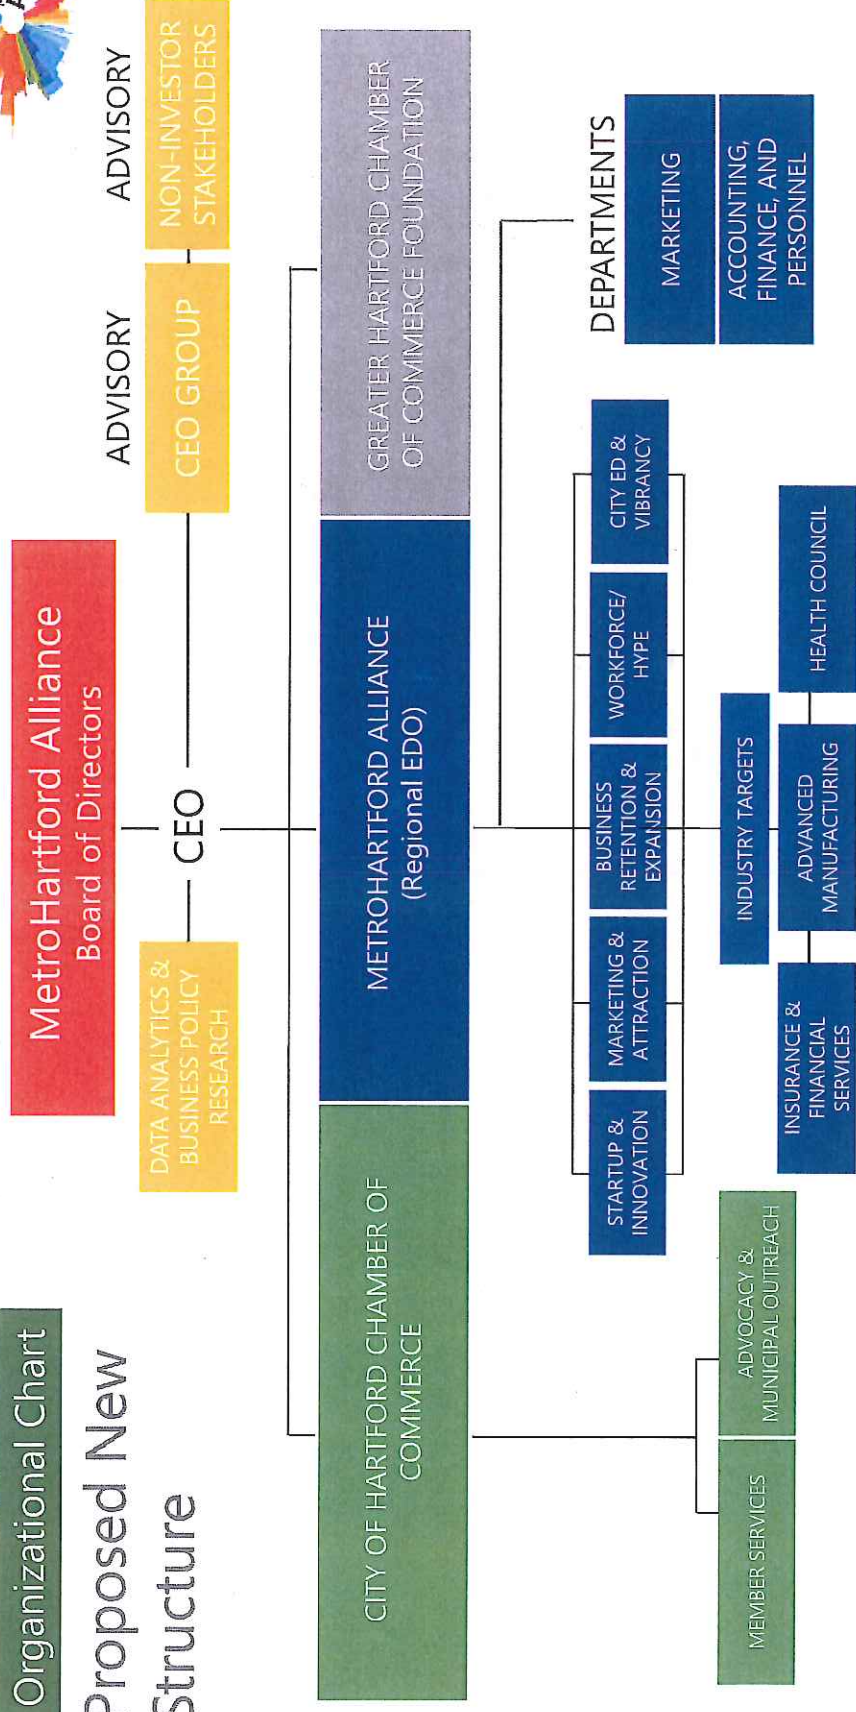 Organizational Chart
Proposed New
Structure
MetroHartford Alliance
Board of Directors
ADVISORY
ADVISORY
DATA ANALYTICS &
BUSINESS POLICY
RESEARCH
CEO
CEO GROUP
NON-INVESTOR
STAKEHOLDERS
CITY OF HARTFORD CHAMBER OF
COMMERCE
METROHARTFORD ALLIANCE
(Regional EDO)
GREATER HARTFORD CHAMBER
OF COMMERCE FOUNDATION
STARTUP &
INNOVATION
MARKETING &
ATTRACTION
BUSINESS
RETENTION &
EXPANSION
WORKFORCE/
HYPE
CITY ED &
VIBRANCY
DEPARTMENTS
MARKETING
ACCOUNTING,
FINANCE, AND
PERSONNEL
MEMBER SERVICES
ADVOCACY &
MUNICIPAL OUTREACH
INDUSTRY TARGETS
INSURANCE &
FINANCIAL
SERVICES
ADVANCED
MANUFACTURING
HEALTH COUNCIL